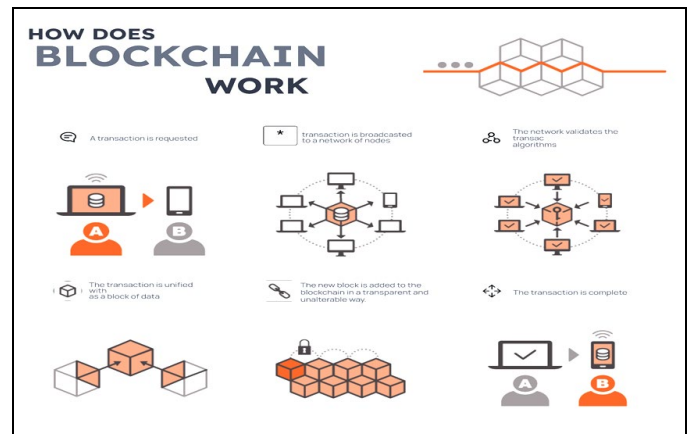 HOW DOES
BLOCKCHAIN
WORK
A transaction is requested
*
transaction is broadcasted
to a network of nodes
The network validates the
transac
algorithms
A
B
The transaction is unified
with
as a block of data
The new block is added to the
blockchain in a transparent and
unalterable way.
The transaction is complete
A
B